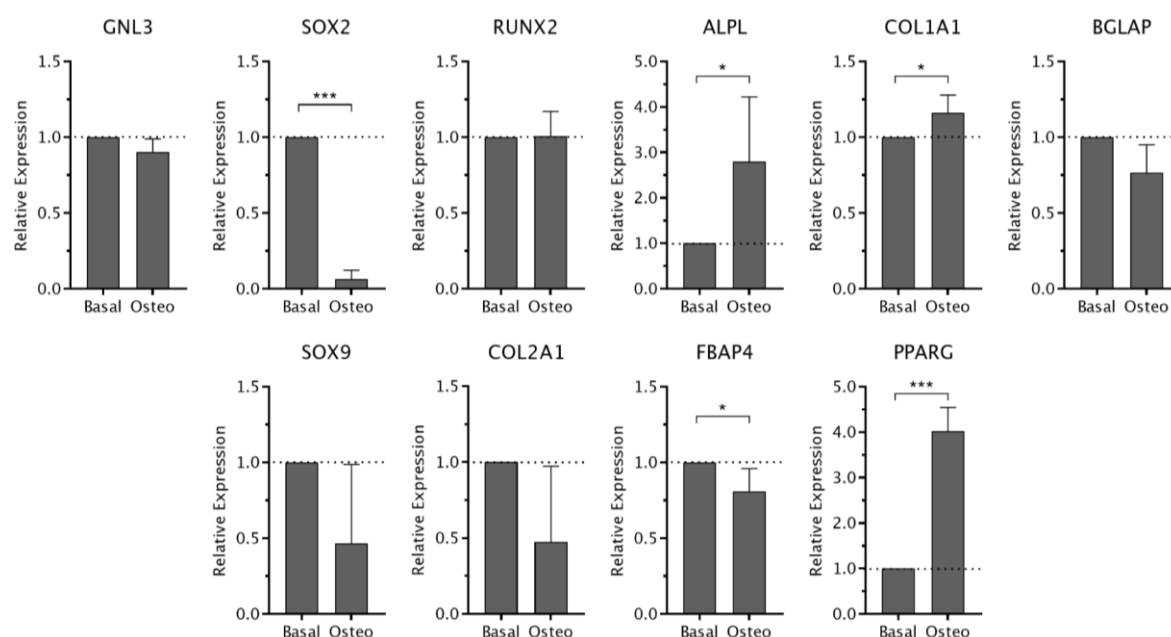 GNL3 SOX2 RUNX2 ALPL COL1A1 BGLAP
Relative Expression
1.5
1.0
0.5
0.0
Basal Osteo
Relative Expression
1.5
1.0
0.5
0.0
***
Basal Osteo
Relative Expression
1.5
1.0
0.5
0.0
Basal Osteo
Relative Expression
5.0
4.0
3.0
2.0
1.0
0.0
*
Basal Osteo
Relative Expression
1.5
1.0
0.5
0.0
*
Basal Osteo
Relative Expression
1.5
1.0
0.5
0.0
Basal Osteo
SOX9 COL2A1 FBAP4 PPARG
Relative Expression
1.5
1.0
0.5
0.0
Basal Osteo
Relative Expression
1.5
1.0
0.5
0.0
Basal Osteo
Relative Expression
1.5
1.0
0.5
0.0
*
Basal Osteo
Relative Expression
5.0
4.0
3.0
2.0
1.0
0.0
***
Basal Osteo